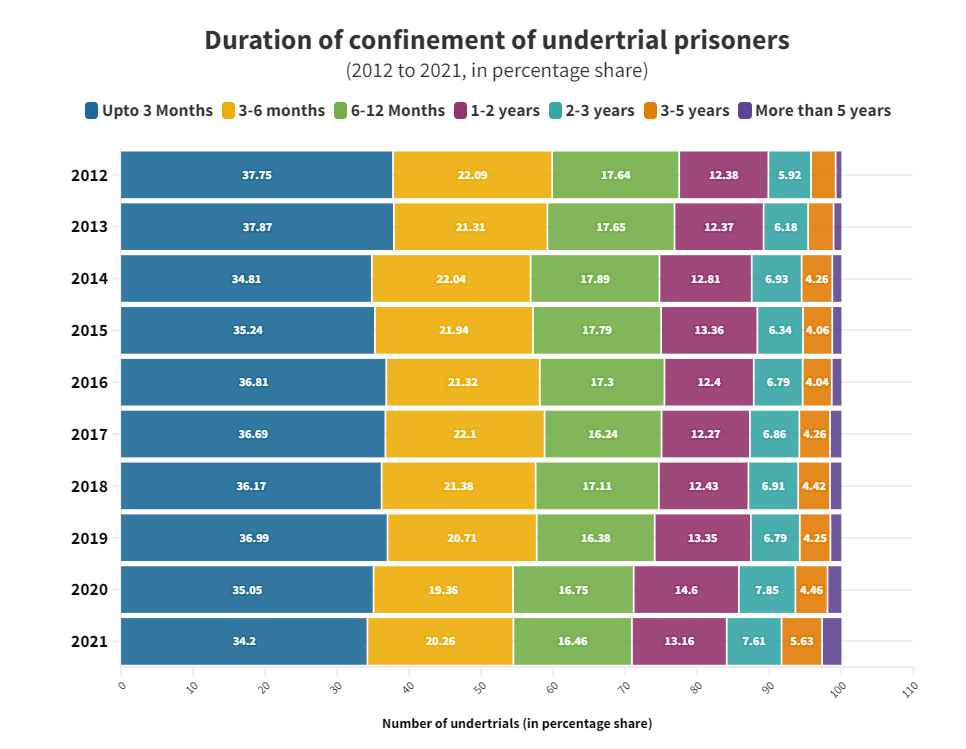 Duration of confinement of undertrial prisoners
(2012 to 2021, in percentage share)
Upto 3 Months 3-6 months 6-12 Months 1-2 years 2-3 years 3-5 years More than 5 years
2012 37.75 22.09 17.64 12.38 5.92
2013 37.87 21.31 17.65 12.37 6.18
2014 34.81 22.04 17.89 12.81 6.93 4.26
2015 35.24 21.94 17.79 13.36 6.34 4.06
2016 36.81 21.32 17.3 12.4 6.79 4.04
2017 36.69 22.1 16.24 12.27 6.86 4.26
2018 36.17 21.38 17.11 12.43 6.91 4.42
2019 36.99 20.71 16.38 13.35 6.79 4.25
2020 35.05 19.36 16.75 14.6 7.85 4.46
2021 34.2 20.26 16.46 13.16 7.61 5.63
0 10 20 30 40 50 60 70 80 90 100 110
Number of undertrials (in percentage share)